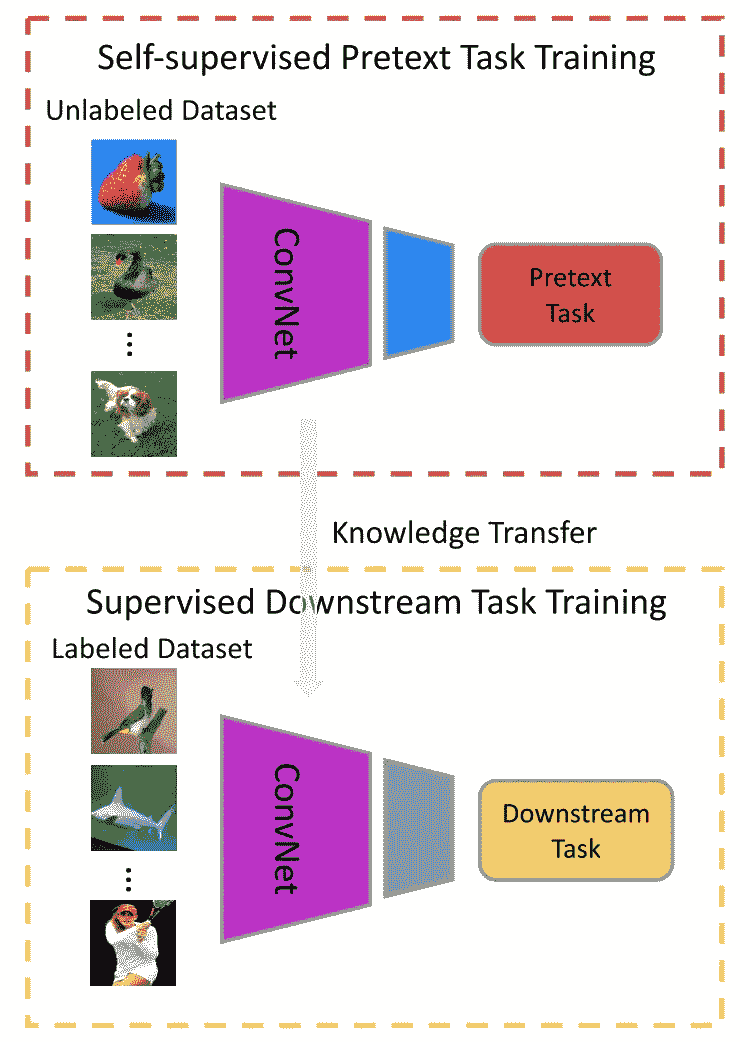 Self-supervised Pretext Task Training
Unlabeled Dataset
ConvNet
Pretext
Task
Knowledge Transfer
Supervised Downstream Task Training
Labeled Dataset
ConvNet
Downstream
Task